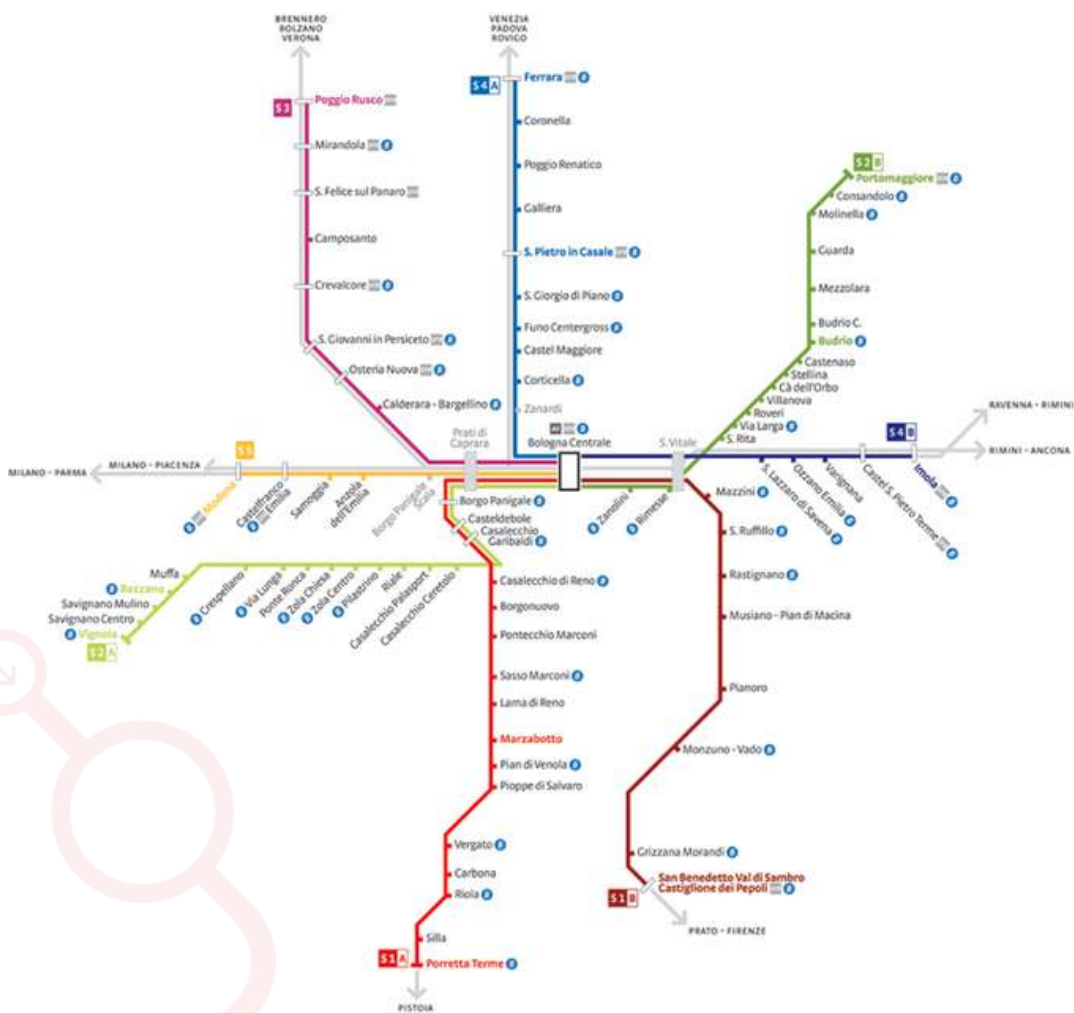 BRENNERO
BOLZANO
VERONA
VENEZIA
PADOVA
ROVIGO
S3
Poggio Rusco
Mirandola
S. Felice sul Panaro
Camposanto
Crevalcore
S. Giovanni in Persiceto
Osteria Nuova
Calderara - Bargellino
S4 A
Ferrara
Coronella
Poggio Renatico
Galliera
S. Pietro in Casale
S. Giorgio di Piano
Funo Centergross
Castel Maggiore
Corticella
Zanardi
S2 B
Portomaggiore
Consandolo
Molinella
Guarda
Mezzolara
Budrio C.
Budrio
Castenaso
Stellina
Cà dell'Orbo
Villanova
Roveri
Via Larga
S. Rita
RAVENNA - RIMINI
RIMINI - ANCONA
Prati di
Caprara
Bologna Centrale
S. Vitale
S4 B
Imola
MILANO - PARMA
MILANO - PIACENZA
S5
Modena
Castelfranco
Emilia
Samoggia
Anzola
dell'Emilia
Borgo Panigale
Scala
Borgo Panigale
Casteldebole
Casalecchio
Garibaldi
Zanolini
Rimesse
Mazzini
S. Lazzaro di Savena
Ozzano Emilia
Varignana
Castel S. Pietro Terme
S. Ruffillo
Rastignano
Musiano - Pian di Macina
Pianoro
Monzuno - Vado
Grizzana Morandi
San Benedetto Val di Sambro
Castiglione dei Pepoli
S1 B
PRATO - FIRENZE
Muffa
Bazzano
Savignano Mulino
Savignano Centro
Vignola
S2 A
Crespellano
Via Lunga
Ponte Ronca
Zola Chiesa
Zola Centro
Pilastrino
Riale
Casalecchio Palasport
Casalecchio Ceretolo
Casalecchio di Reno
Borgonuovo
Pontecchio Marconi
Sasso Marconi
Lama di Reno
Marzabotto
Pian di Venola
Pioppe di Salvaro
Vergato
Carbona
Riola
Silla
S1 A
Porretta Terme
PISTOIA